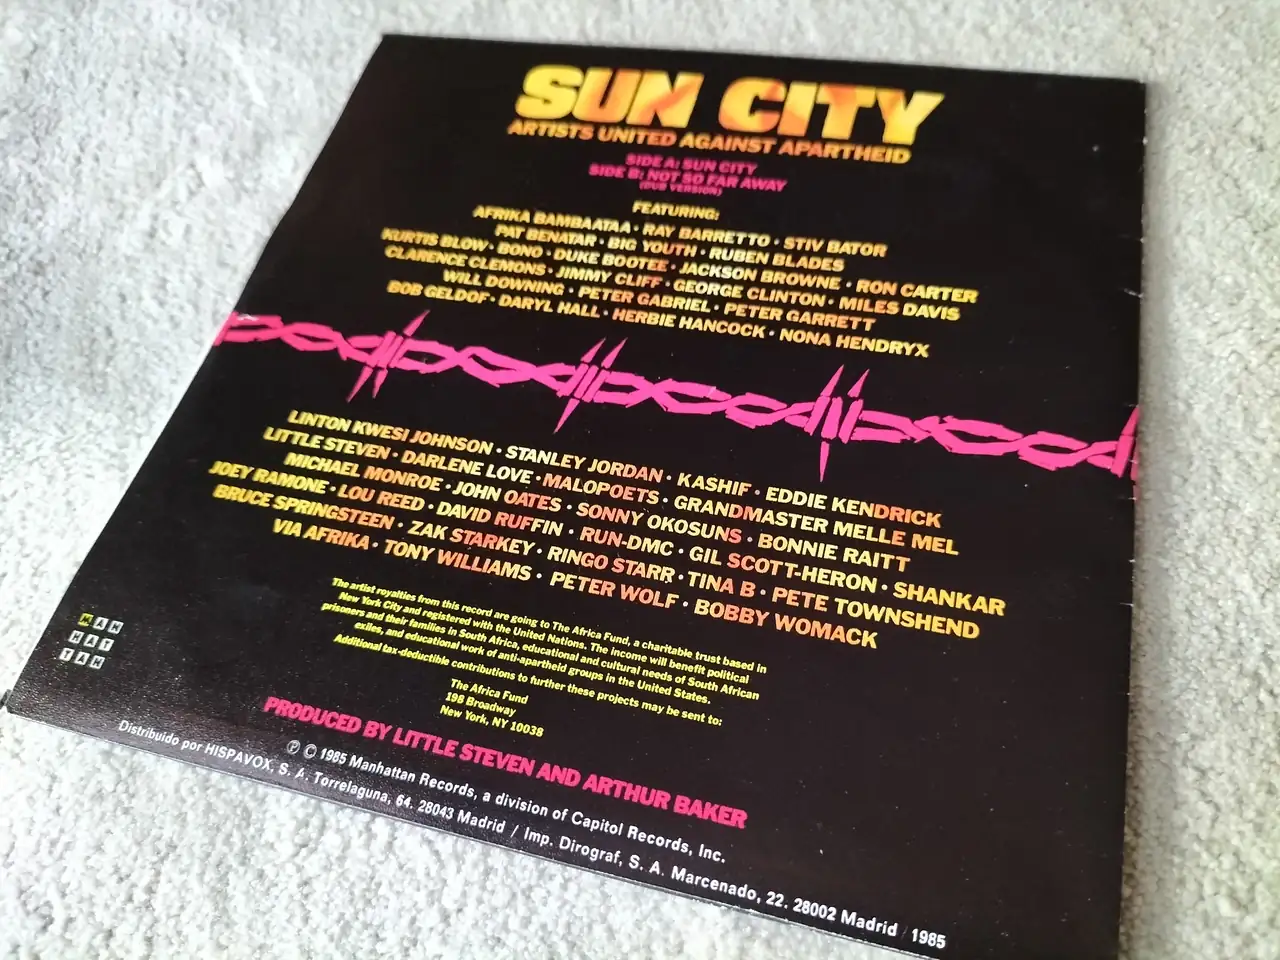 SUN CITY
ARTISTS UNITED AGAINST APARTHEID
SIDE A: SUN CITY
SIDE B: NOT SO FAR AWAY
(DUB VERSION)
FEATURING:
AFRIKA BAMBAATAA · RAY BARRETTO · STIV BATOR
PAT BENATAR · BIG YOUTH · RUBEN BLADES
KURTIS BLOW · BONO · DUKE BOOTEE · JACKSON BROWNE · RON CARTER
CLARENCE CLEMONS · JIMMY CLIFF · GEORGE CLINTON · MILES DAVIS
WILL DOWNING · PETER GABRIEL · PETER GARRETT
BOB GELDOF · DARYL HALL · HERBIE HANCOCK · NONA HENDRYX
LINTON KWESI JOHNSON · STANLEY JORDAN · KASHIF · EDDIE KENDRICK
LITTLE STEVEN · DARLENE LOVE · MALOPOETS · GRANDMASTER MELLE MEL
MICHAEL MONROE · JOHN OATES · SONNY OKOSUNS · BONNIE RAITT
JOEY RAMONE · LOU REED · DAVID RUFFIN · RUN-DMC · GIL SCOTT-HERON · SHANKAR
BRUCE SPRINGSTEEN · ZAK STARKEY · RINGO STARR · TINA B · PETE TOWNSHEND
VIA AFRIKA · TONY WILLIAMS · PETER WOLF · BOBBY WOMACK
The artist royalties from this record are going to The Africa Fund, a charitable trust based in
New York City and registered with the United Nations. The income will benefit political
prisoners and their families in South Africa, educational and cultural needs of South African
exiles, and educational work of anti-apartheid groups in the United States.
Additional tax-deductible contributions to further these projects may be sent to:
The Africa Fund
198 Broadway
New York, NY 10038
MAN
HAT
TAN
PRODUCED BY LITTLE STEVEN AND ARTHUR BAKER
℗ © 1985 Manhattan Records, a division of Capitol Records, Inc.
Distribuido por HISPAVOX, S. A. Torrelaguna, 64. 28043 Madrid / Imp. Dirograf, S. A. Marcenado, 22. 28002 Madrid / 1985